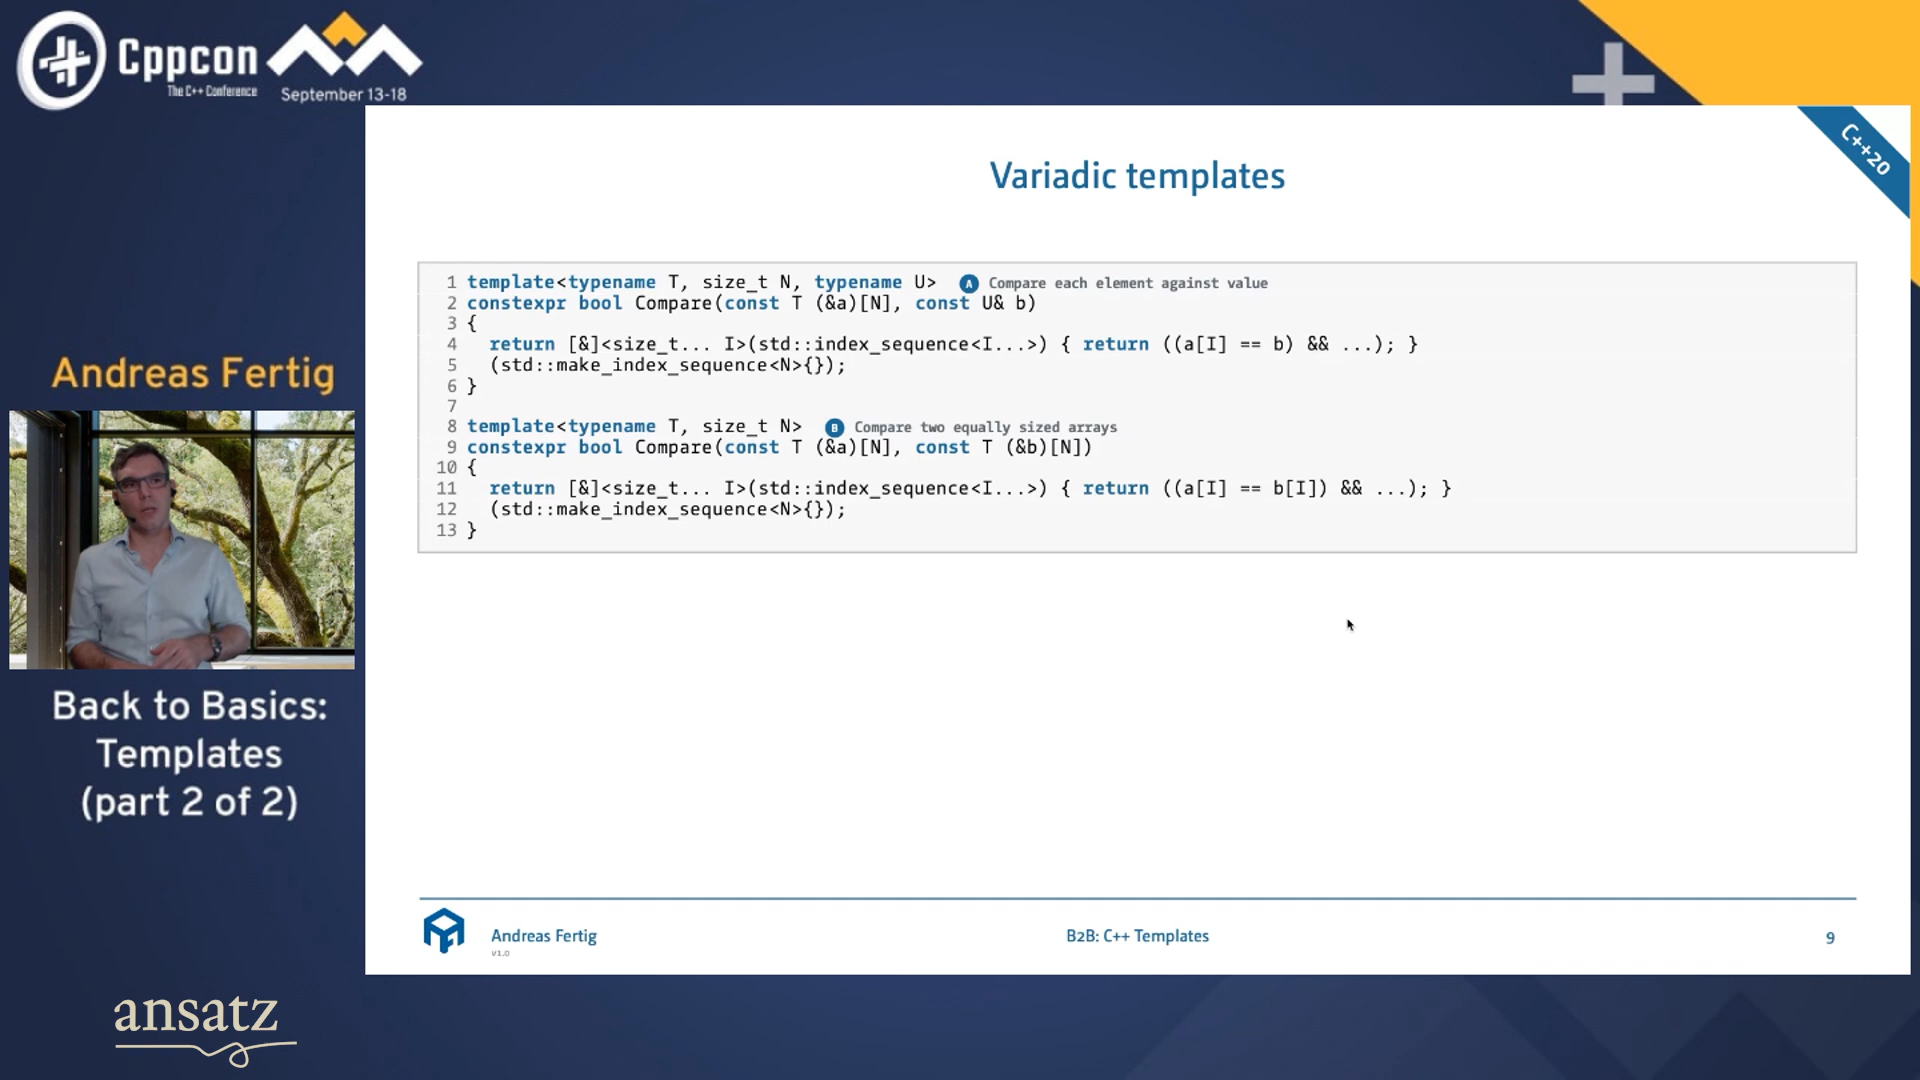 Cppcon
The C++ Conference
September 13-18
C++20
Variadic templates
1 template<typename T, size_t N, typename U> A Compare each element against value
2 constexpr bool Compare(const T (&a)[N], const U& b)
3 {
4   return [&]<size_t... I>(std::index_sequence<I...>) { return ((a[I] == b) && ...); }
5   (std::make_index_sequence<N>{});
6 }
7
8 template<typename T, size_t N> B Compare two equally sized arrays
9 constexpr bool Compare(const T (&a)[N], const T (&b)[N])
10 {
11   return [&]<size_t... I>(std::index_sequence<I...>) { return ((a[I] == b[I]) && ...); }
12   (std::make_index_sequence<N>{});
13 }
Andreas Fertig
Back to Basics:
Templates
(part 2 of 2)
Andreas Fertig
v1.0
B2B: C++ Templates
9
ansatz